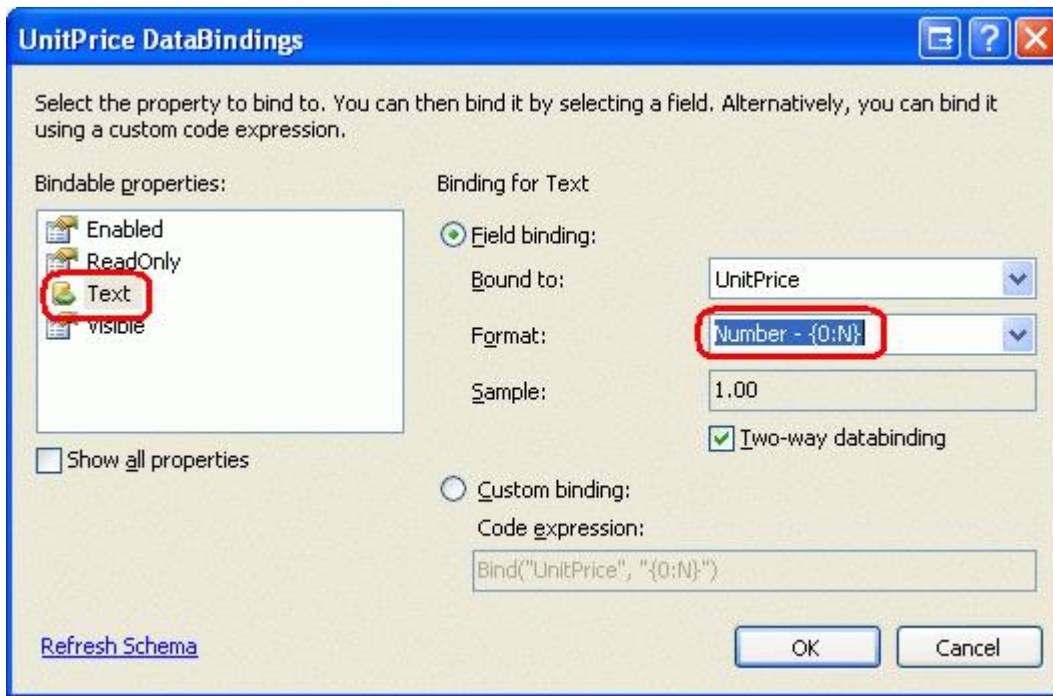 UnitPrice DataBindings
Select the property to bind to. You can then bind it by selecting a field. Alternatively, you can bind it
using a custom code expression.
Bindable properties:
Enabled
ReadOnly
Text
Visible
Show all properties
Binding for Text
Field binding:
Bound to:
UnitPrice
Format:
Number - {0:N}
Sample:
1.00
Two-way databinding
Custom binding:
Code expression:
Bind("UnitPrice", "{0:N}")
Refresh Schema
OK
Cancel